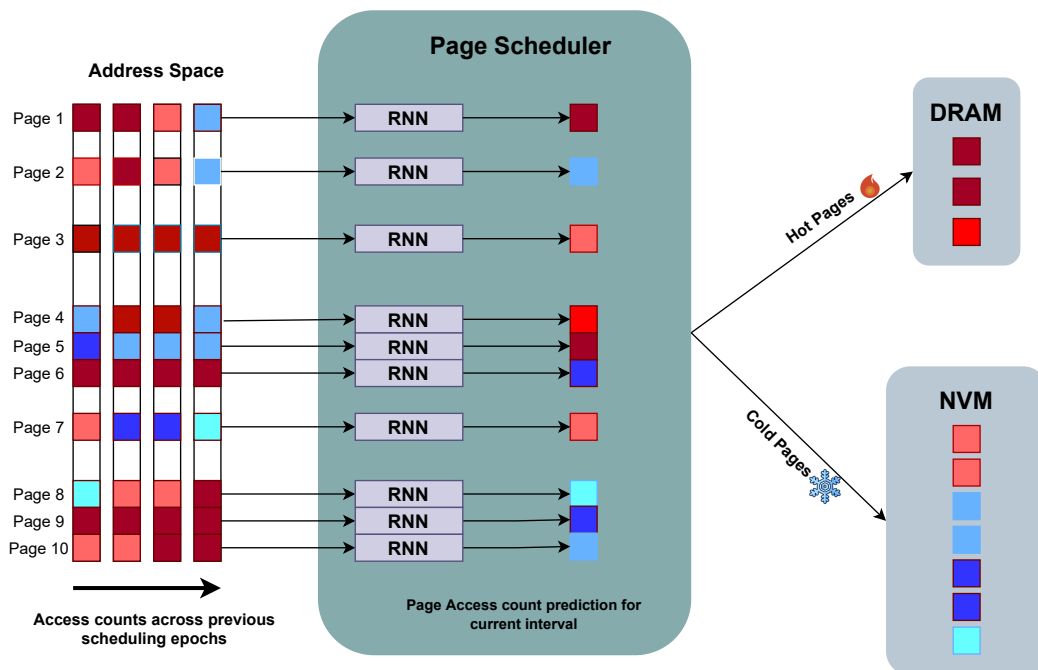 Page Scheduler
Address Space
Page 1
RNN
Page 2
RNN
Page 3
RNN
Page 4
RNN
Page 5
RNN
Page 6
RNN
Page 7
RNN
Page 8
RNN
Page 9
RNN
Page 10
RNN
Access counts across previous
scheduling epochs
Page Access count prediction for
current interval
Hot Pages
Cold Pages
DRAM
NVM